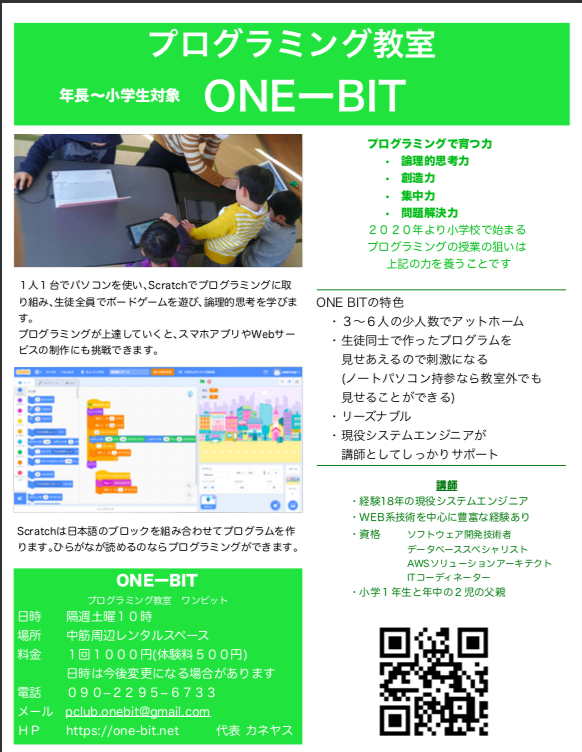 プログラミング教室
年長〜小学生対象 ONEーBIT
プログラミングで育つ力
・ 論理的思考力
・ 創造力
・ 集中力
・ 問題解決力
２０２０年より小学校で始まる
プログラミングの授業の狙いは
上記の力を養うことです
１人１台でパソコンを使い、Scratchでプログラミングに取
り組み、生徒全員でボードゲームを遊び、論理的思考を学びま
す。
プログラミングが上達していくと、スマホアプリやWebサー
ビスの制作にも挑戦できます。
ONE BITの特色
・３〜６人の少人数でアットホーム
・生徒同士で作ったプログラムを
見せあえるので刺激になる
(ノートパソコン持参なら教室外でも
見せることができる)
・リーズナブル
・現役システムエンジニアが
講師としてしっかりサポート
Scratchは日本語のブロックを組み合わせてプログラムを作
ります。ひらがなが読めるのならプログラミングができます。
講師
・経験18年の現役システムエンジニア
・WEB系技術を中心に豊富な経験あり
・資格 ソフトウェア開発技術者
データベーススペシャリスト
AWSソリューションアーキテクト
ITコーディネーター
・小学１年生と年中の２児の父親
ONEーBIT
プログラミング教室 ワンビット
日時 隔週土曜１０時
場所 中筋周辺レンタルスペース
料金 １回１０００円(体験料５００円)
日時は今後変更になる場合があります
電話 ０９０−２２９５−６７３３
メール pclub.onebit@gmail.com
ＨＰ https://one-bit.net 代表 カネヤス